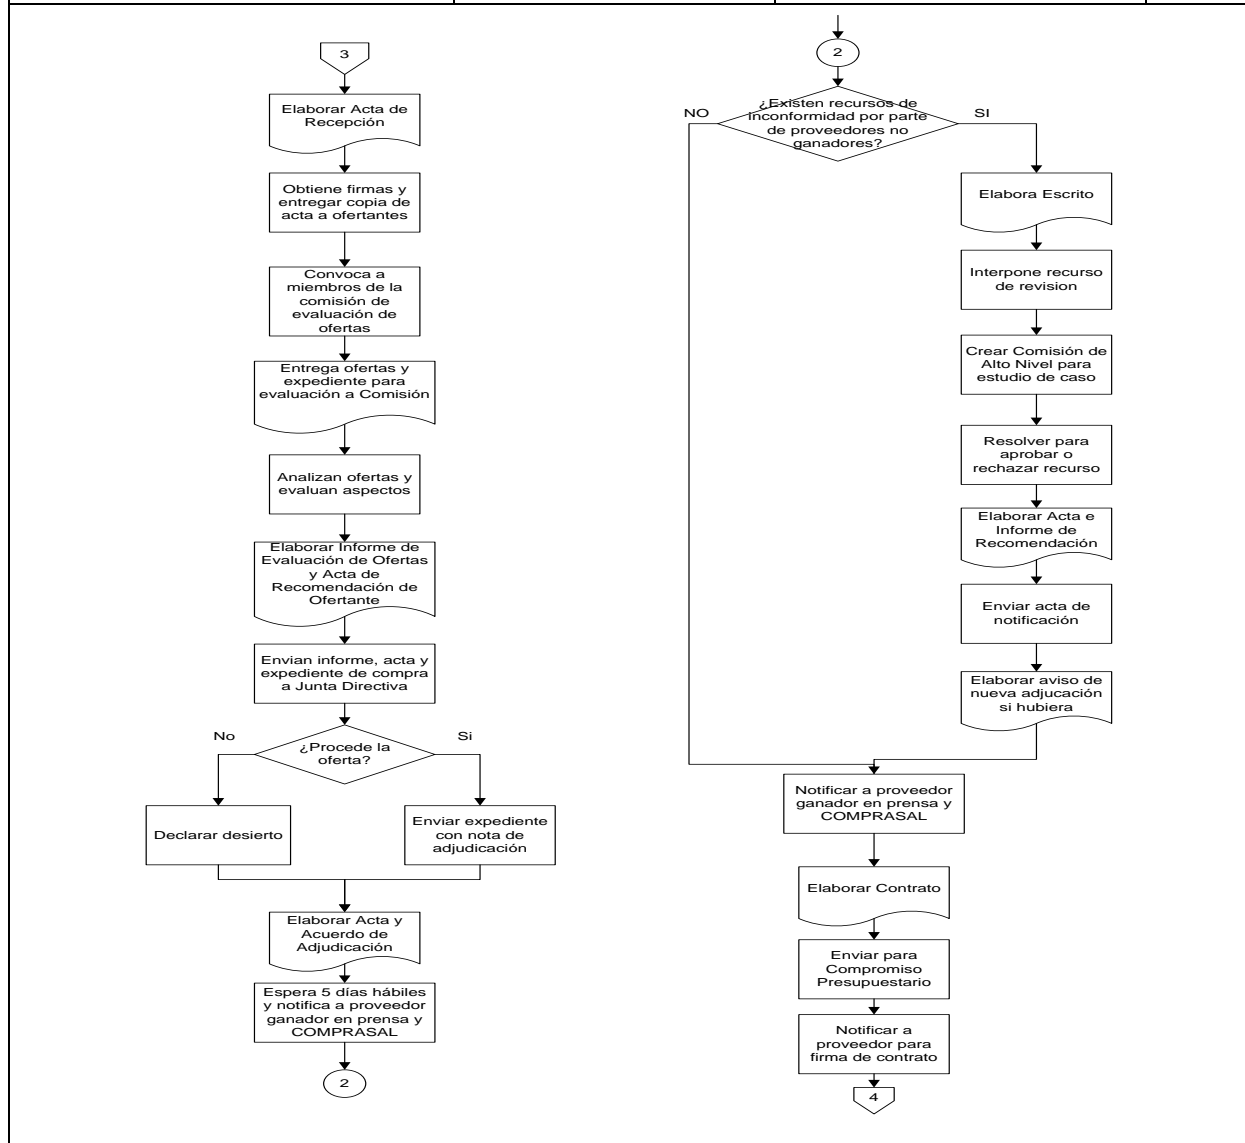 3
Elaborar Acta de
Recepción
Obtiene firmas y
entregar copia de
acta a ofertantes
Convoca a
miembros de la
comisión de
evaluación de
ofertas
Entrega ofertas y
expediente para
evaluación a Comisión
Analizan ofertas y
evaluan aspectos
Elaborar Informe de
Evaluación de Ofertas
y Acta de
Recomendación de
Ofertante
Envian informe, acta y
expediente de compra
a Junta Directiva
¿Procede la
oferta?
No
Si
Declarar desierto
Enviar expediente
con nota de
adjudicación
Elaborar Acta y
Acuerdo de
Adjudicación
Espera 5 días hábiles
y notifica a proveedor
ganador en prensa y
COMPRASAL
2
2
¿Existen recursos de
inconformidad por parte
de proveedores no
ganadores?
NO
SI
Elabora Escrito
Interpone recurso
de revision
Crear Comisión de
Alto Nivel para
estudio de caso
Resolver para
aprobar o
rechazar recurso
Elaborar Acta e
Informe de
Recomendación
Enviar acta de
notificación
Elaborar aviso de
nueva adjucación
si hubiera
Notificar a proveedor
ganador en prensa y
COMPRASAL
Elaborar Contrato
Enviar para
Compromiso
Presupuestario
Notificar a
proveedor para
firma de contrato
4